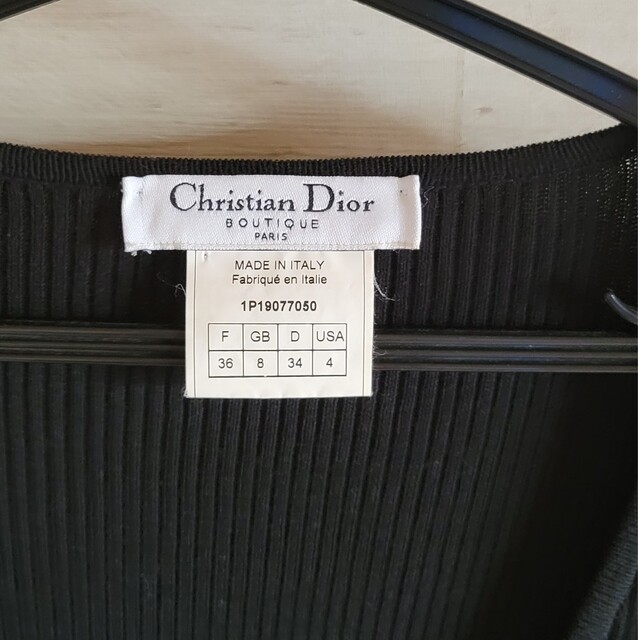 Christian Dior
BOUTIQUE
PARIS
MADE IN ITALY
Fabriqué en Italie
1P19077050
F GB D USA
36 8 34 4